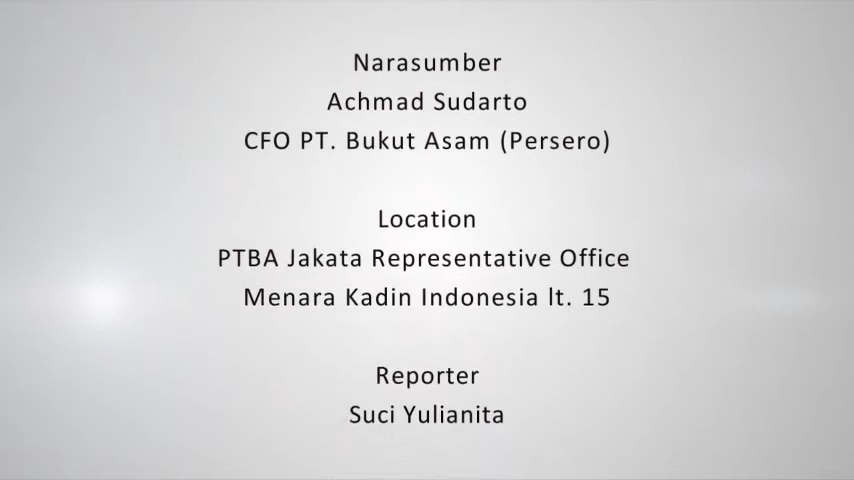 Narasumber
Achmad Sudarto
CFO PT. Bukut Asam (Persero)
Location
PTBA Jakata Representative Office
Menara Kadin Indonesia lt. 15
Reporter
Suci Yulianita